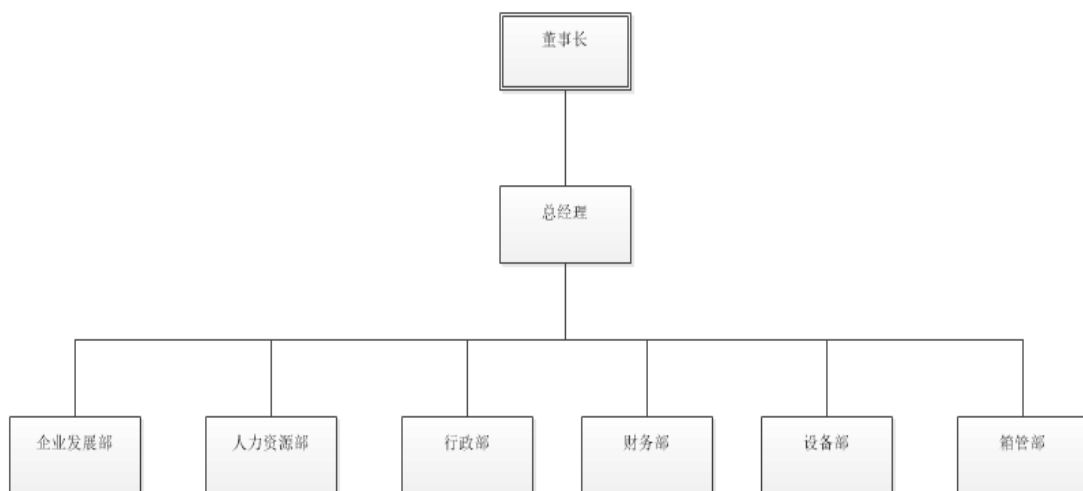 董事长
总经理
企业发展部
人力资源部
行政部
财务部
设备部
箱管部